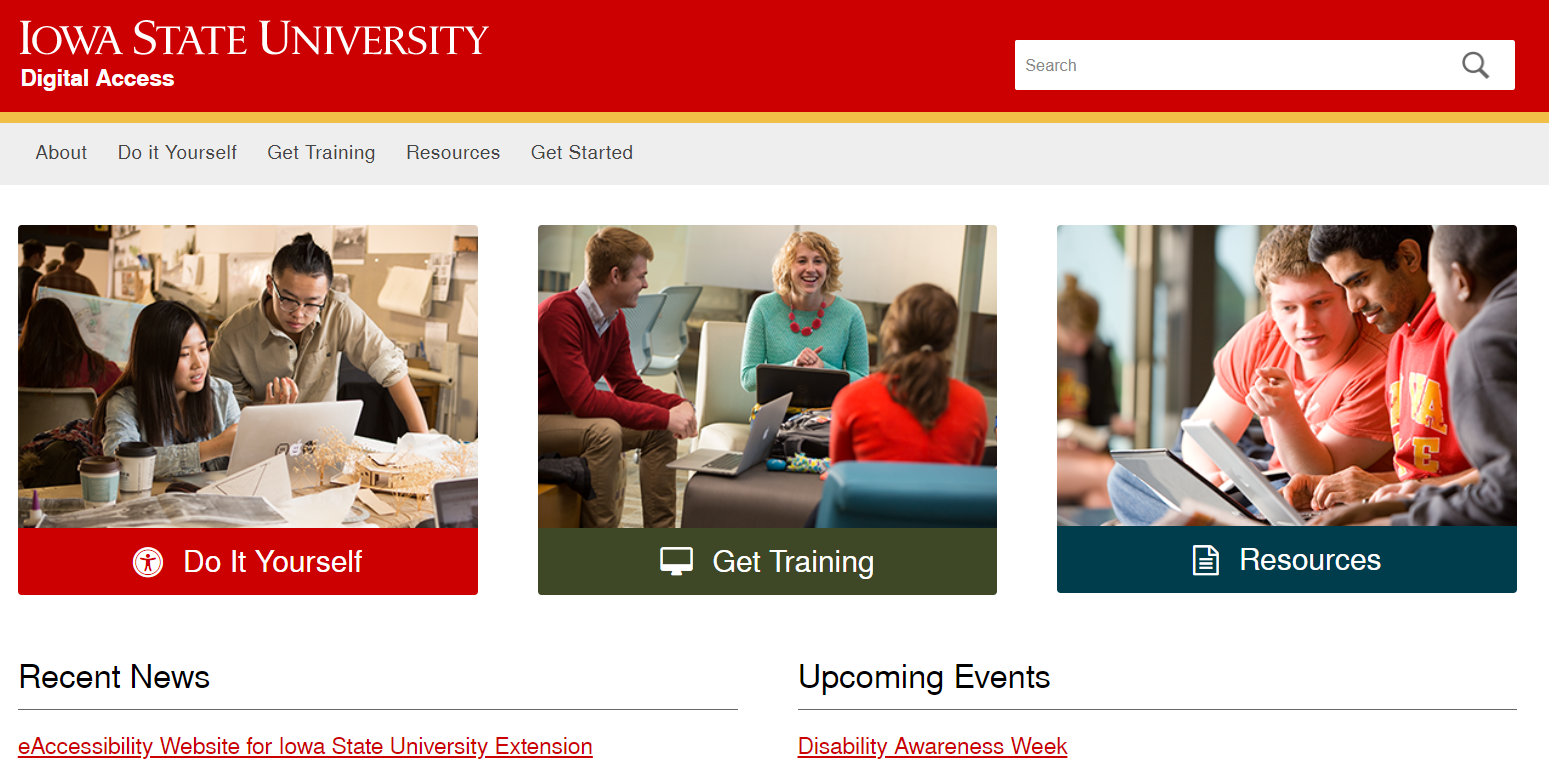 IOWA STATE UNIVERSITY
Digital Access
Search
About Do it Yourself Get Training Resources Get Started
Do It Yourself
Get Training
Resources
Recent News
Upcoming Events
eAccessibility Website for Iowa State University Extension
Disability Awareness Week